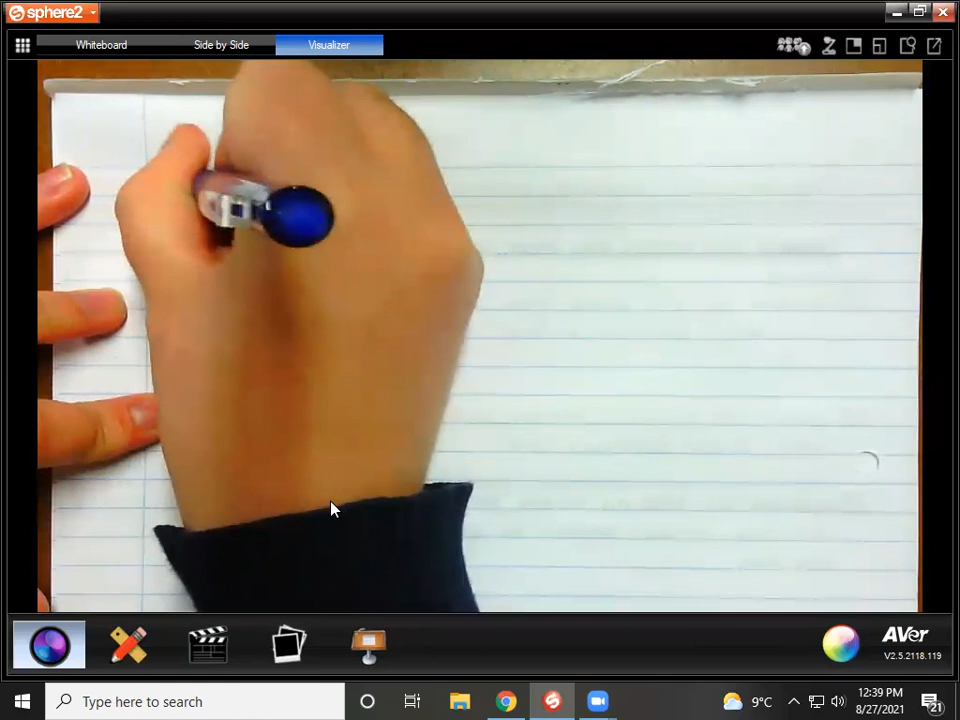 sphere2
Whiteboard
Side by Side
Visualizer
AVer
V2.5.2118.119
Type here to search
9°C
12:39 PM
8/27/2021
21